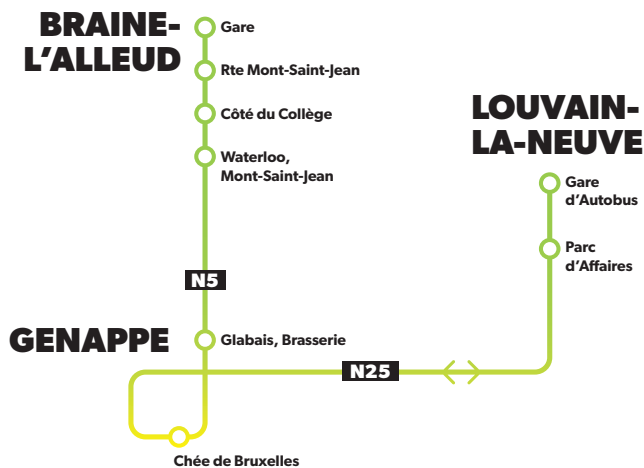 BRAINE-
L'ALLEUD
Gare
Rte Mont-Saint-Jean
Côté du Collège
Waterloo,
Mont-Saint-Jean
LOUVAIN-
LA-NEUVE
Gare
d'Autobus
Parc
d'Affaires
N5
GENAPPE
Glabais, Brasserie
N25
Chée de Bruxelles